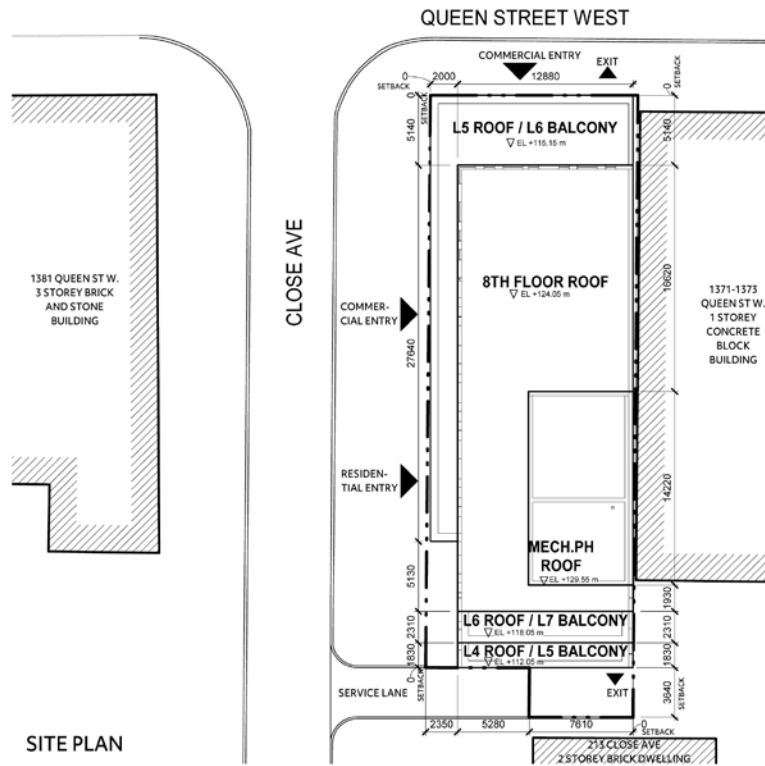 QUEEN STREET WEST
COMMERCIAL ENTRY
EXIT
0
2000
12880
SETBACK
0
SETBACK
0
SETBACK
5140
5140
L5 ROOF / L6 BALCONY
EL +115.15 m
1381 QUEEN ST W.
3 STOREY BRICK
AND STONE
BUILDING
CLOSE AVE
COMMER-
CIAL ENTRY
27640
8TH FLOOR ROOF
EL +124.05 m
16620
1371-1373
QUEEN ST W.
1 STOREY
CONCRETE
BLOCK
BUILDING
RESIDEN-
TIAL ENTRY
14220
MECH.PH
ROOF
EL +129.55 m
5130
1930
L6 ROOF / L7 BALCONY
EL +118.05 m
2310
2310
L4 ROOF / L5 BALCONY
EL +112.05 m
1830
1830
0
SETBACK
SERVICE LANE
EXIT
3640
SETBACK
2350
5280
7610
0
SETBACK
SITE PLAN
213 CLOSE AVE
2 STOREY BRICK DWELLING